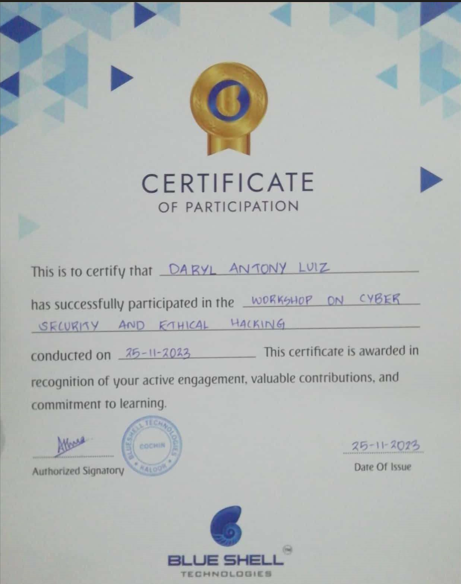 CERTIFICATE
OF PARTICIPATION
This is to certify that DARYL ANTONY LUIZ
has successfully participated in the WORKSHOP ON CYBER
SECURITY AND ETHICAL HACKING
conducted on 25-11-2023 This certificate is awarded in
recognition of your active engagement, valuable contributions, and
commitment to learning.
BLUESHELL TECHNOLOGIES
COCHIN
KALOOR
25-11-2023
Authorized Signatory
Date Of Issue
BLUE SHELL
TECHNOLOGIES